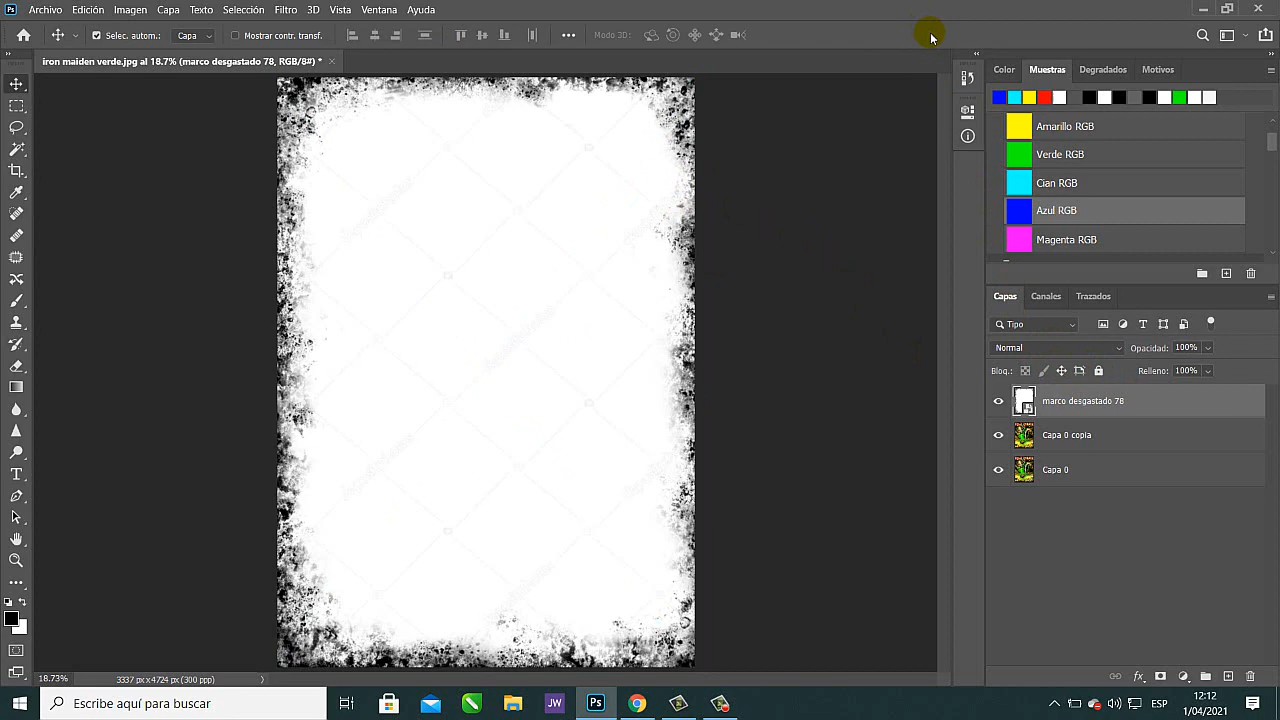 Ps Archivo Edición Imagen Capa Texto Selección Filtro 3D Vista Ventana Ayuda
Selec. autom.: Capa Mostrar contr. transf. Modo 3D:
iron maiden verde.jpg al 18.7% (marco desgastado 78, RGB/8#) *
Color Muestras Degradados Motivos
Amarillo RGB
Verde RGB
Cian RGB
Azul RGB
Magenta RGB
Capas Canales Trazados
Tipo
Normal Opacidad: 100%
Bloq.: Relleno: 100%
marco desgastado 78
Capa 0 copia
Capa 0
18.73% 3337 px x 4724 px (300 ppp)
Escribe aquí para buscar
JW
Ps
ESP
12:12
1/04/2021